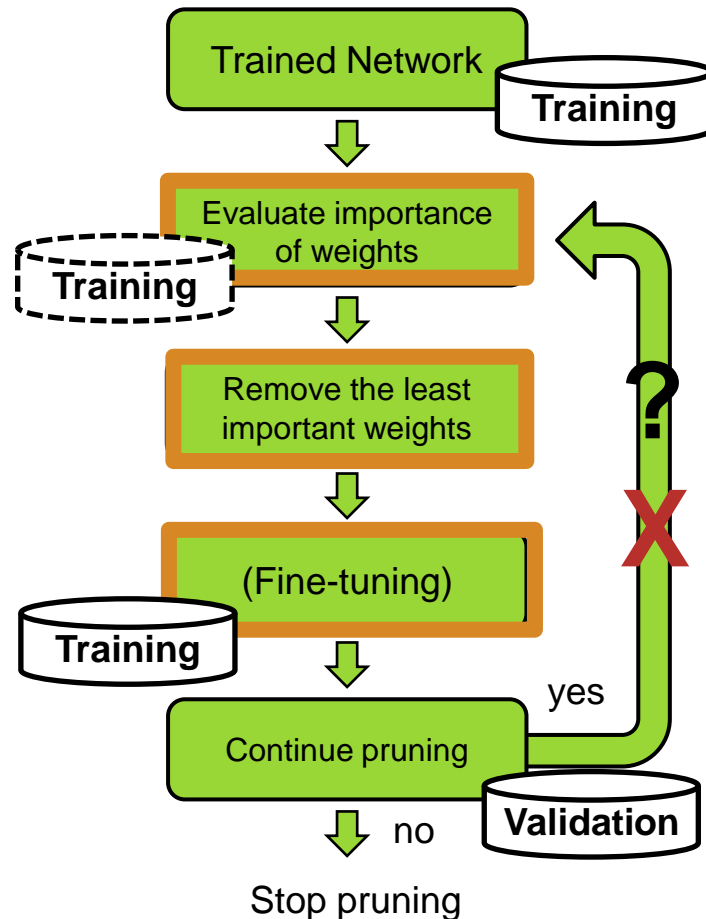 Trained Network
Training
Evaluate importance
of weights
Training
?
Remove the least
important weights
X
(Fine-tuning)
Training
yes
Continue pruning
Validation
no
Stop pruning